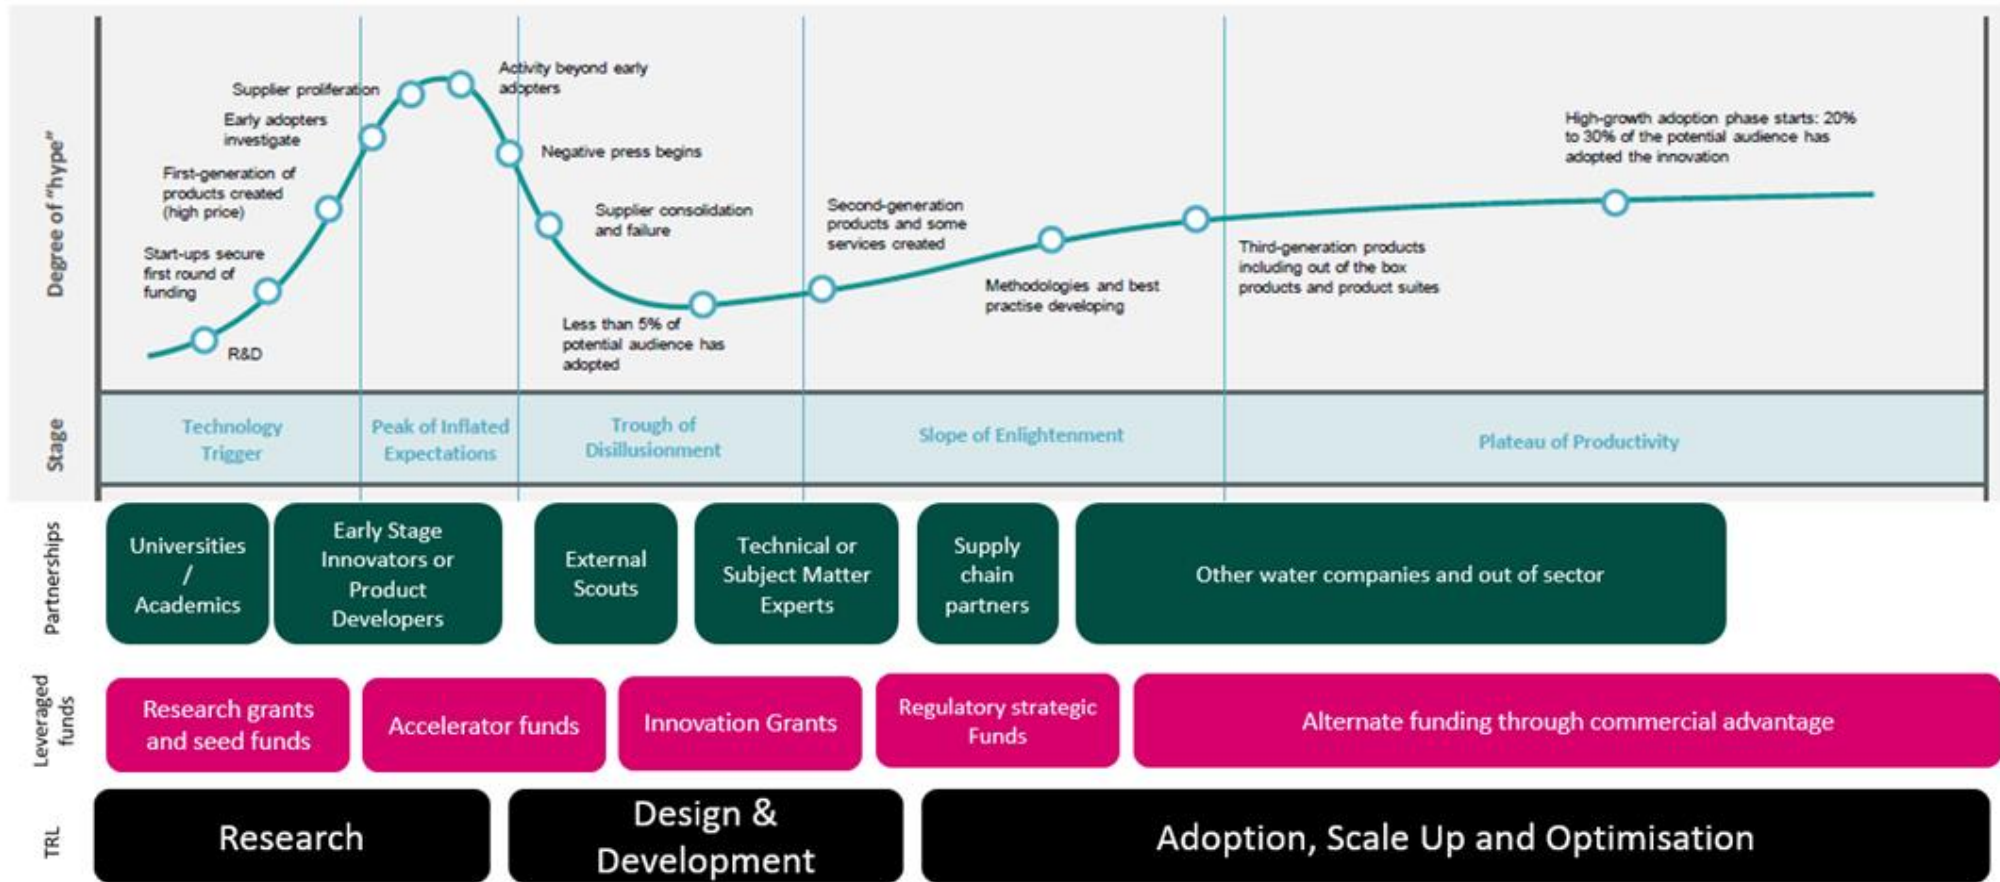 Degree of "hype"
Supplier proliferation
Activity beyond early
adopters
Early adopters
investigate
Negative press begins
First-generation of
products created
(high price)
Supplier consolidation
and failure
Start-ups secure
first round of
funding
R&D
Less than 5% of
potential audience has
adopted
Second-generation
products and some
services created
Methodologies and best
practise developing
High-growth adoption phase starts: 20%
to 30% of the potential audience has
adopted the innovation
Third-generation products
including out of the box
products and product suites
Stage
Technology
Trigger
Peak of Inflated
Expectations
Trough of
Disillusionment
Slope of Enlightenment
Plateau of Productivity
Partnerships
Universities
/
Academics
Early Stage
Innovators or
Product
Developers
External
Scouts
Technical or
Subject Matter
Experts
Supply
chain
partners
Other water companies and out of sector
Leveraged
funds
Research grants
and seed funds
Accelerator funds
Innovation Grants
Regulatory strategic
Funds
Alternate funding through commercial advantage
TRL
Research
Design &
Development
Adoption, Scale Up and Optimisation